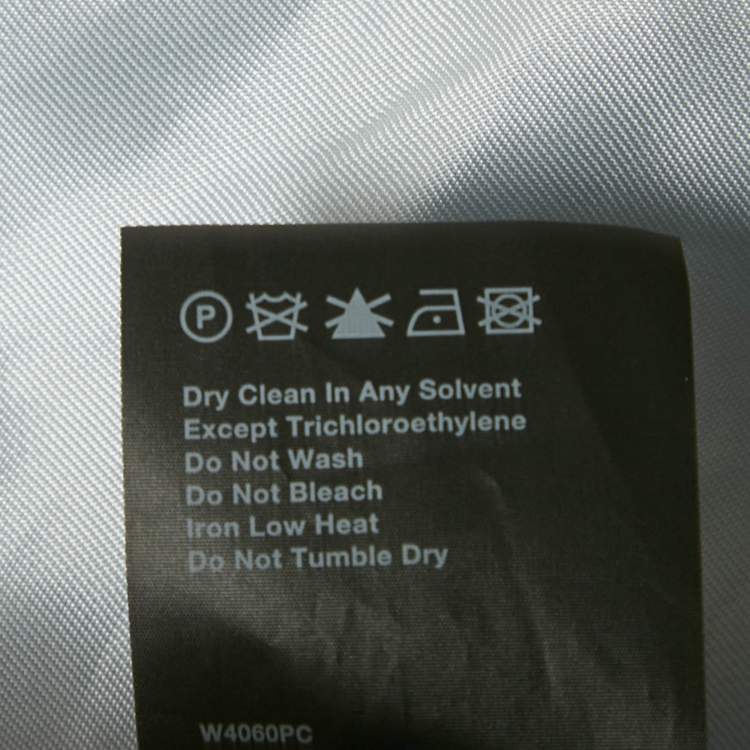 P
Dry Clean In Any Solvent
Except Trichloroethylene
Do Not Wash
Do Not Bleach
Iron Low Heat
Do Not Tumble Dry
W4060PC